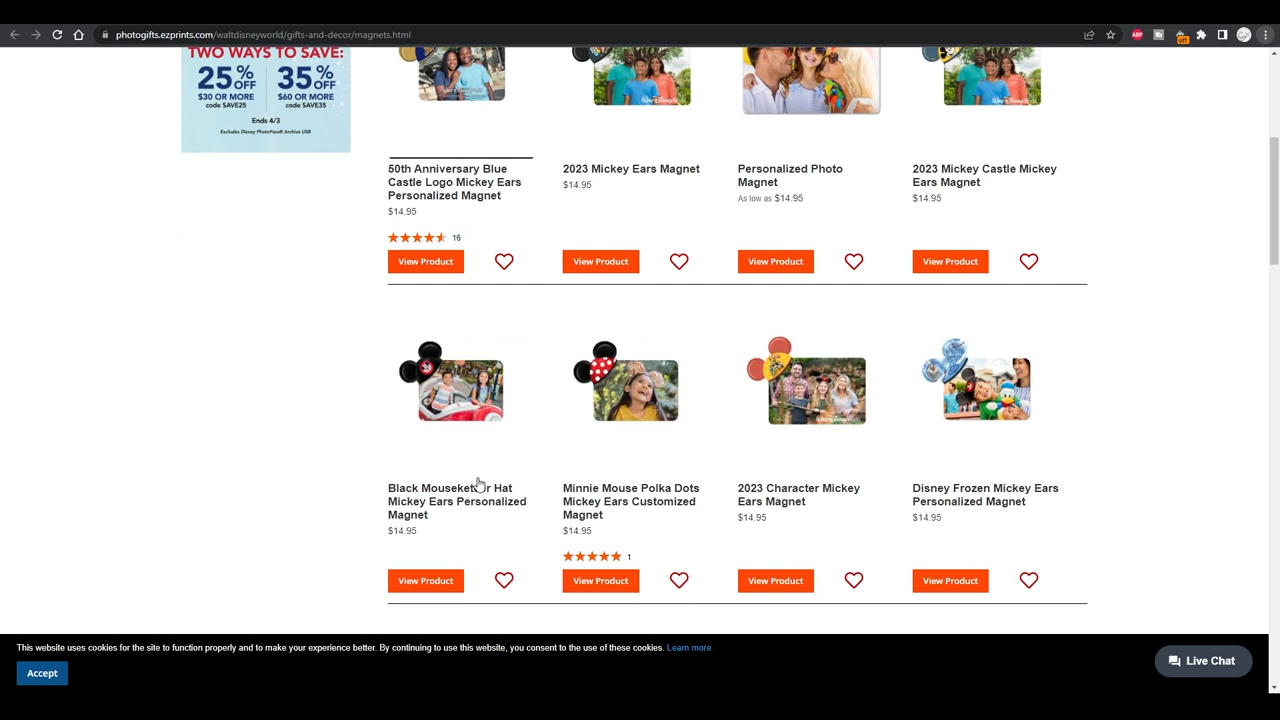 photogifts.ezprints.com/waltdisneyworld/gifts-and-decor/magnets.html
ABP
off
TWO WAYS TO SAVE:
25% OFF
$30 OR MORE
code SAVE25
35% OFF
$60 OR MORE
code SAVE35
Ends 4/3
Excludes Disney PhotoPass® Archive USB
50th Anniversary Blue
Castle Logo Mickey Ears
Personalized Magnet
$14.95
16
View Product
2023 Mickey Ears Magnet
$14.95
View Product
Personalized Photo
Magnet
As low as $14.95
View Product
2023 Mickey Castle Mickey
Ears Magnet
$14.95
View Product
Black Mouseketeer Hat
Mickey Ears Personalized
Magnet
$14.95
View Product
Minnie Mouse Polka Dots
Mickey Ears Customized
Magnet
$14.95
1
View Product
2023 Character Mickey
Ears Magnet
$14.95
View Product
Disney Frozen Mickey Ears
Personalized Magnet
$14.95
View Product
This website uses cookies for the site to function properly and to make your experience better. By continuing to use this website, you consent to the use of these cookies. Learn more
Accept
Live Chat